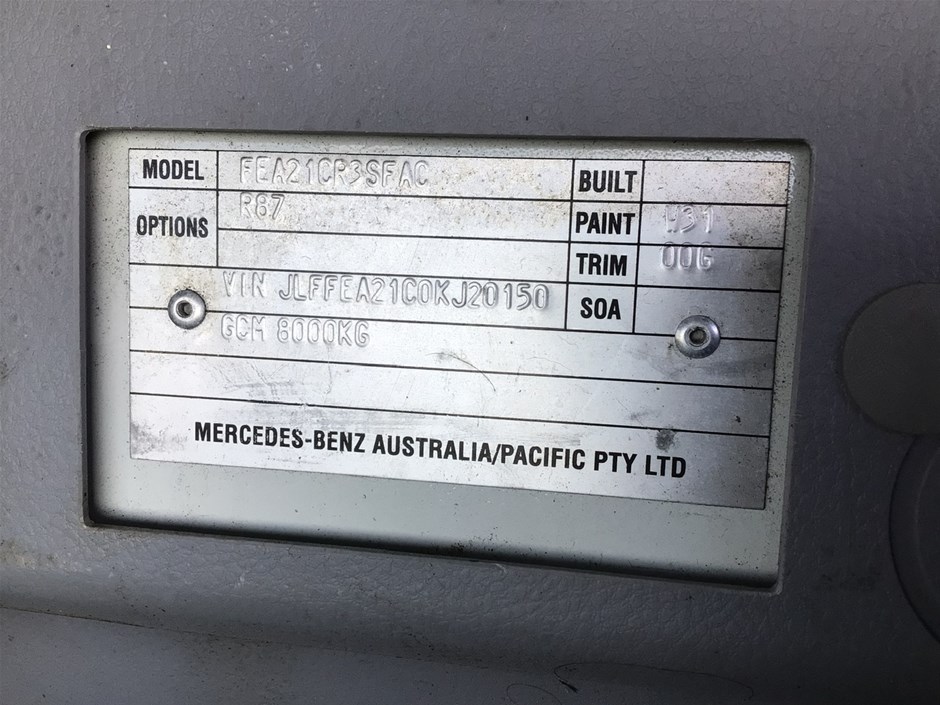 MODEL FEA21CR3SFAC BUILT
OPTIONS R87 PAINT W31
TRIM 00G
VIN JLFFEA21C0KJ20150 SOA
GCM 8000KG
MERCEDES-BENZ AUSTRALIA/PACIFIC PTY LTD